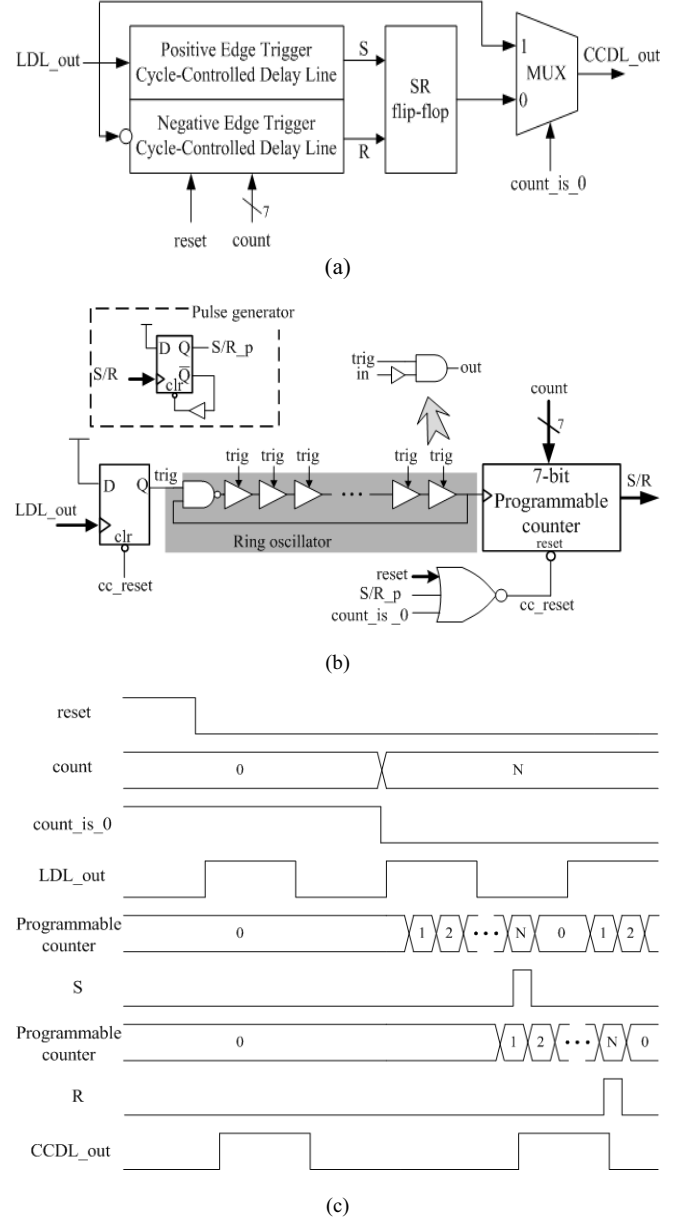 LDL_out
Positive Edge Trigger
Cycle-Controlled Delay Line
S
Negative Edge Trigger
Cycle-Controlled Delay Line
R
SR
flip-flop
1
MUX
0
CCDL_out
count_is_0
7
reset
count
(a)
Pulse generator
D Q
S/R_p
Q
S/R
clr
trig
in
out
count
7
D Q
trig
trig
trig
trig
trig
trig
LDL_out
clr
cc_reset
Ring oscillator
7-bit
Programmable
counter
reset
S/R
reset
S/R_p
count_is _0
cc_reset
(b)
reset
count
0
N
count_is_0
LDL_out
Programmable
counter
0
1 2 ••• N 0 1 2
S
Programmable
counter
0
1 2 ••• N 0
R
CCDL_out
(c)